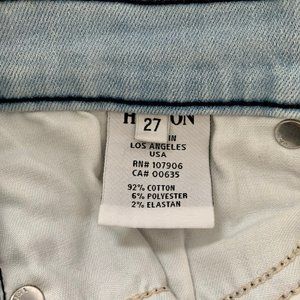 H ON
27
IN
LOS ANGELES
USA
RN# 107906
CA# 00635
92% COTTON
6% POLYESTER
2% ELASTAN